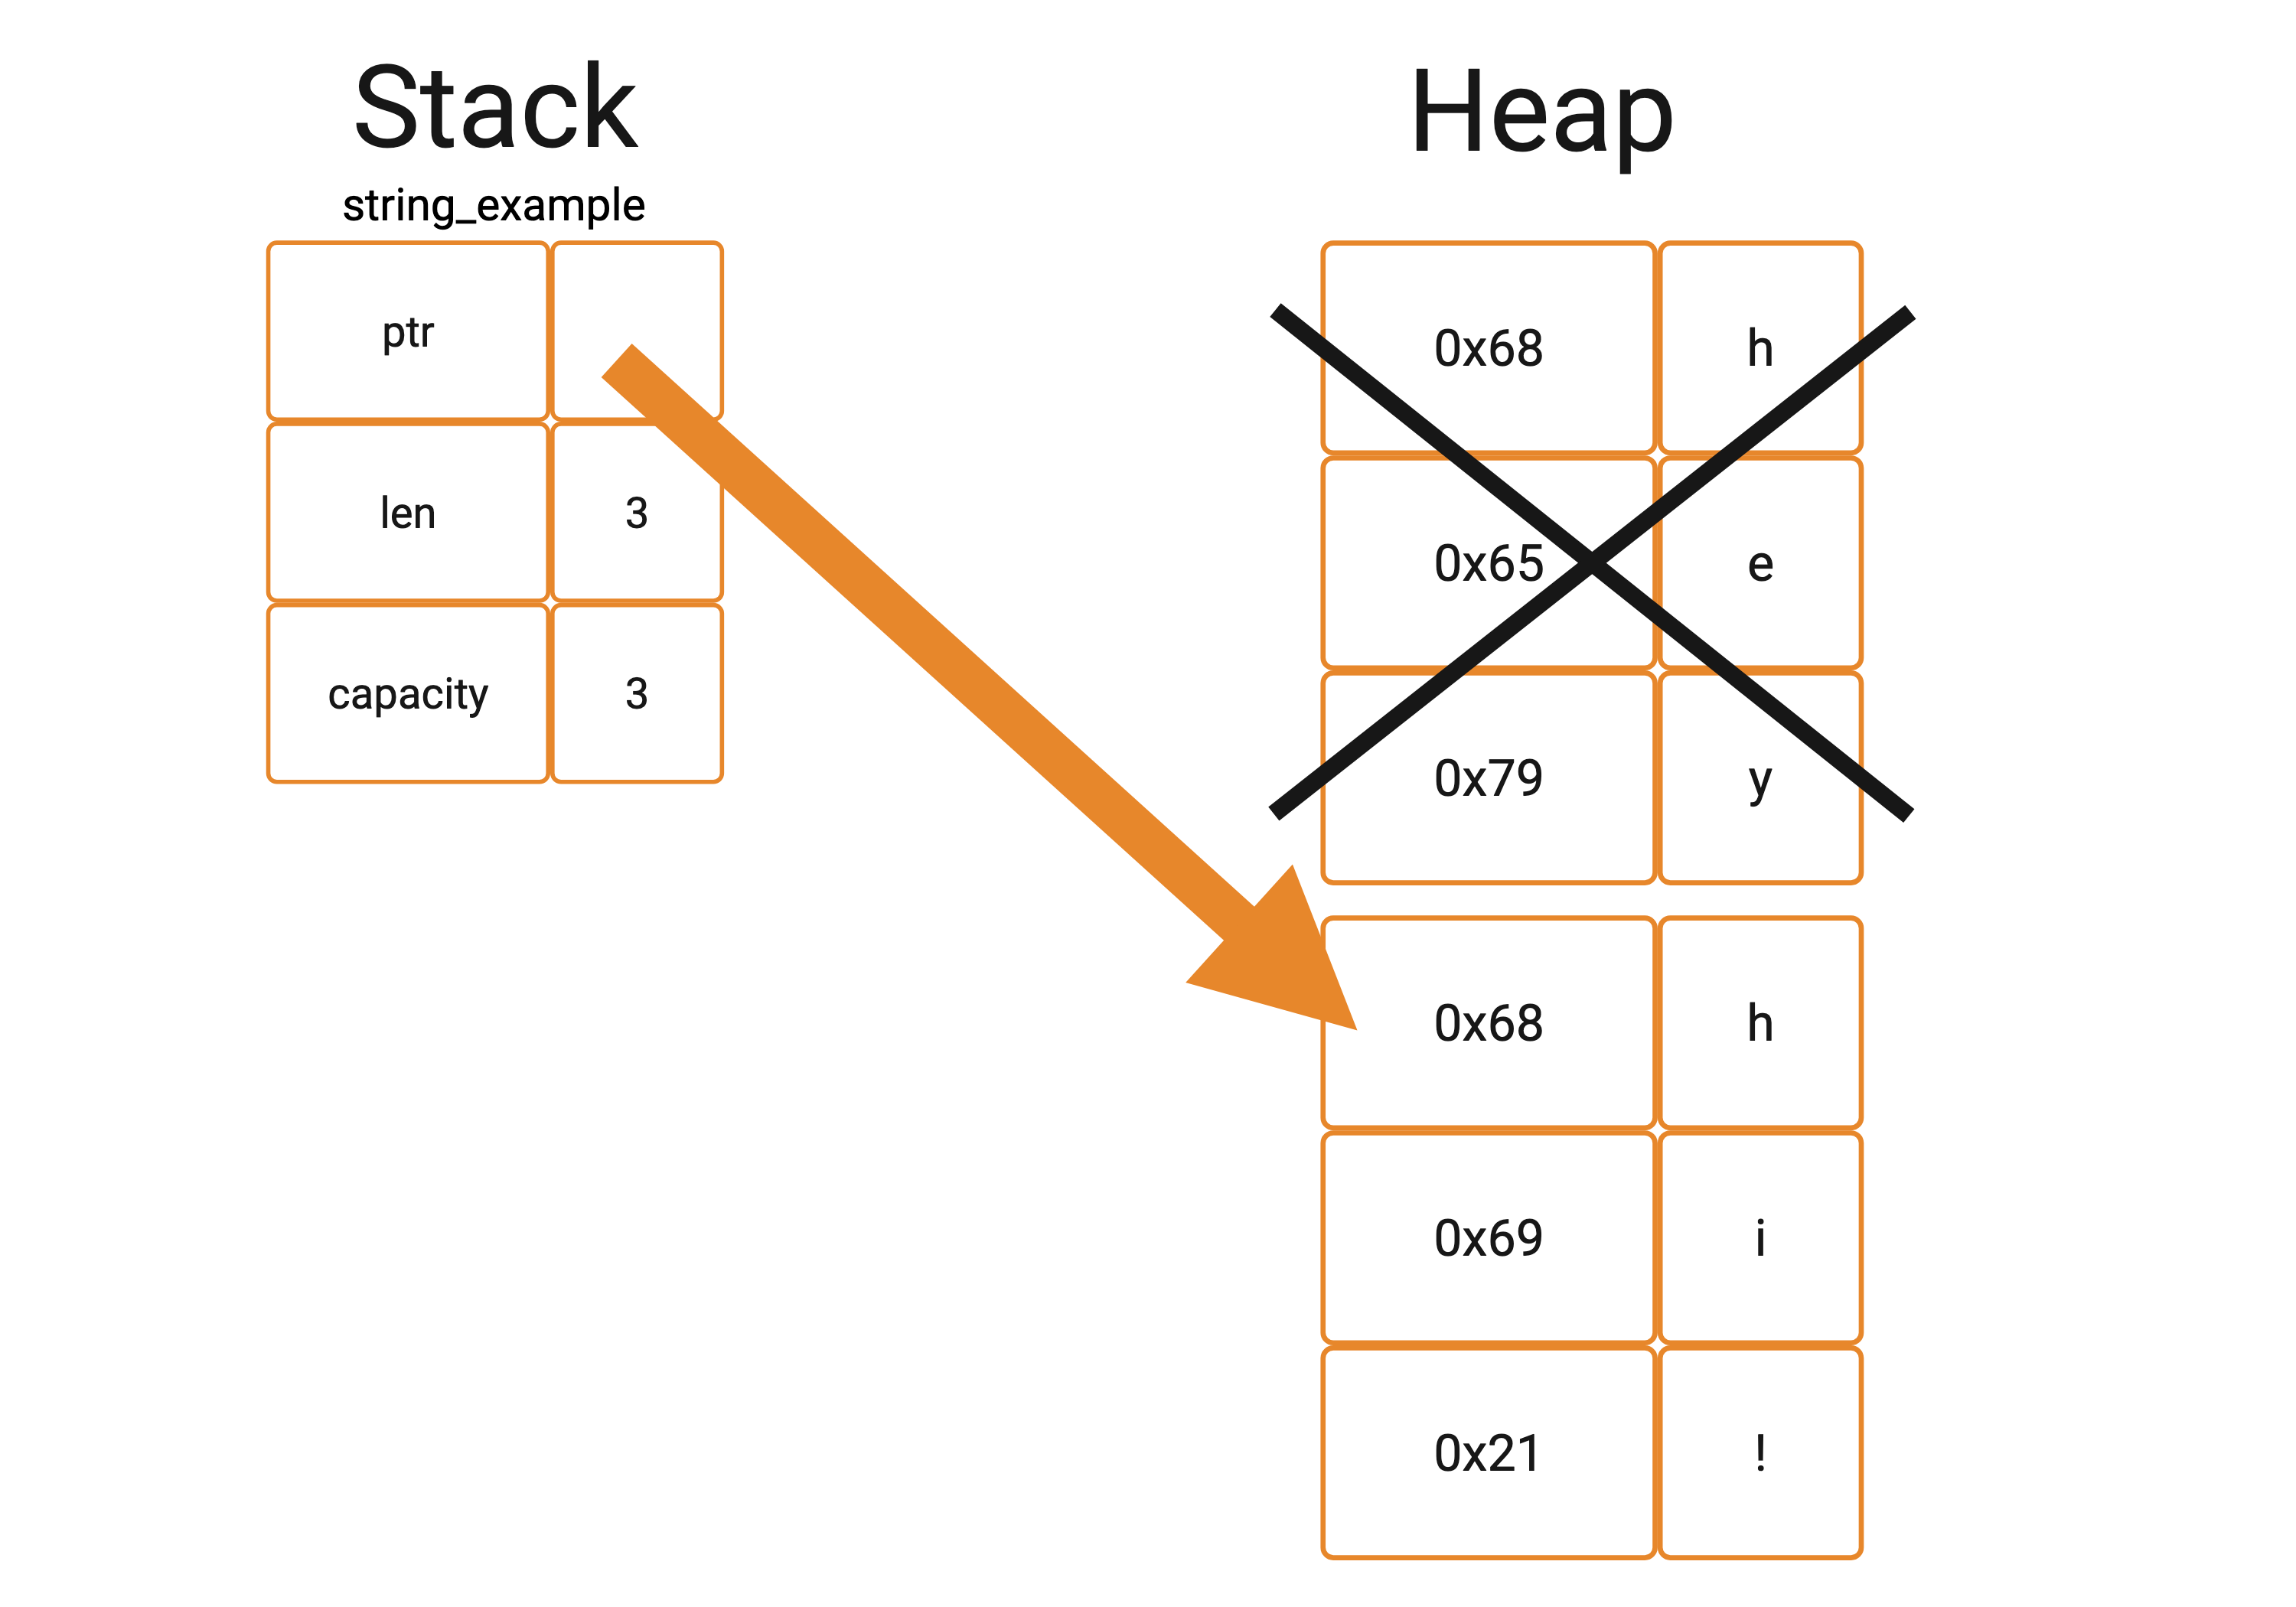 Stack
string_example
ptr
len 3
capacity 3
Heap
0x68 h
0x65 e
0x79 y
0x68 h
0x69 i
0x21 !